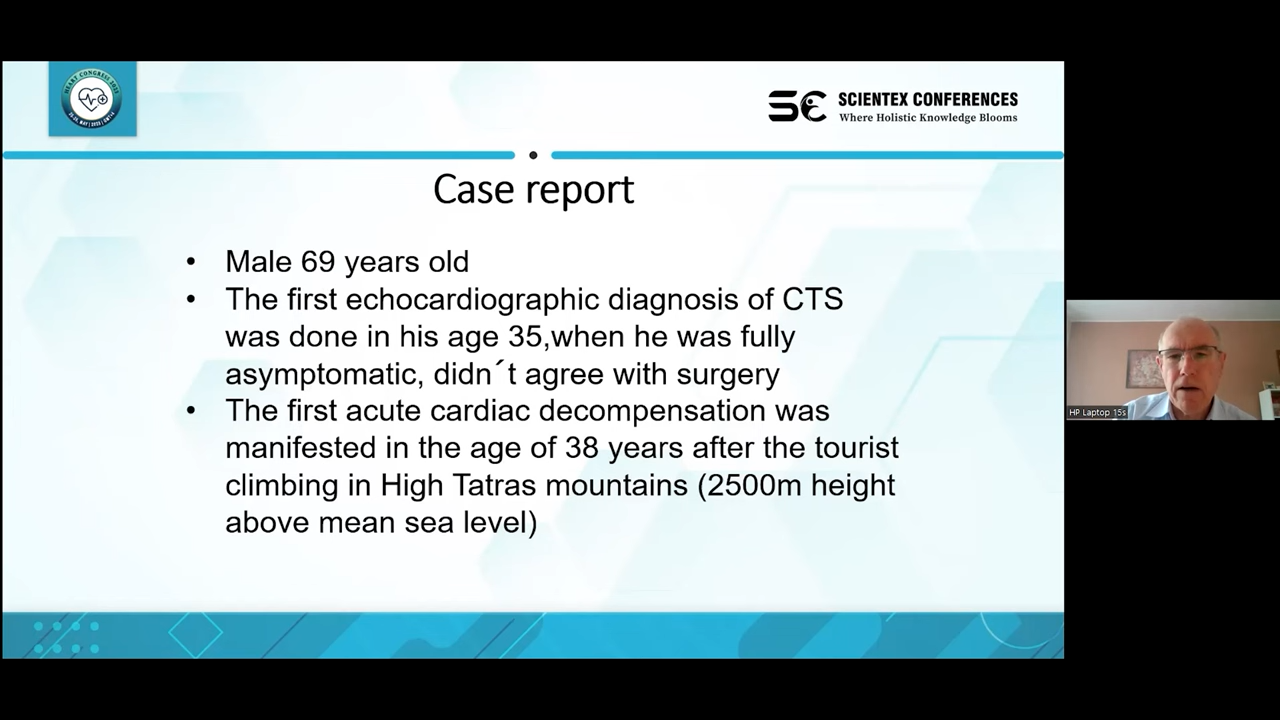 HEART CONGRESS 2023
SCIENTEX CONFERENCES
Where Holistic Knowledge Blooms
Case report
• Male 69 years old
• The first echocardiographic diagnosis of CTS
was done in his age 35,when he was fully
asymptomatic, didn´t agree with surgery
• The first acute cardiac decompensation was
manifested in the age of 38 years after the tourist
climbing in High Tatras mountains (2500m height
above mean sea level)
HP Laptop 15s